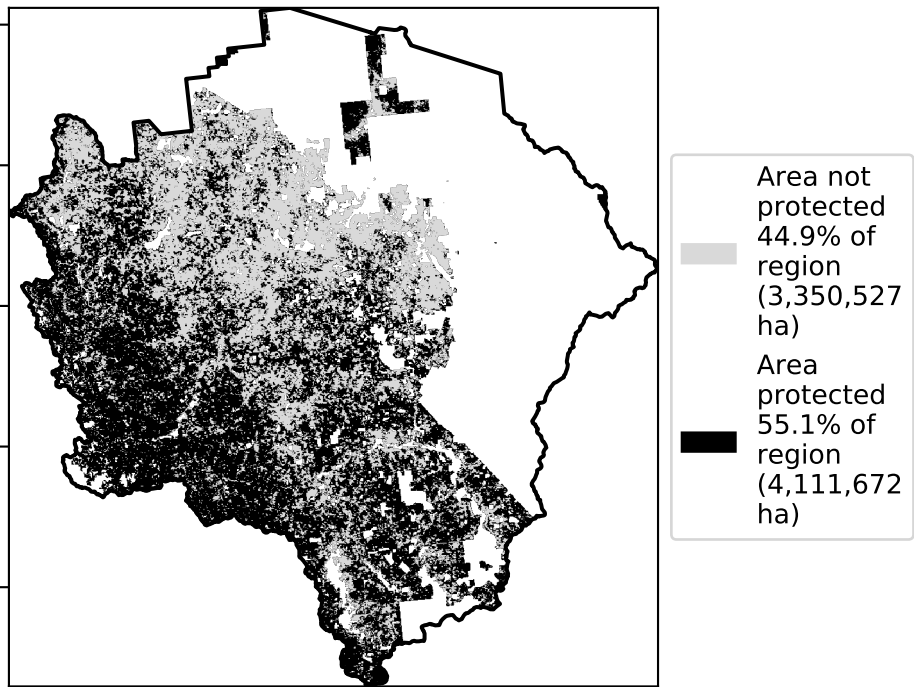 Area not
protected
44.9% of
region
(3,350,527
ha)
Area
protected
55.1% of
region
(4,111,672
ha)